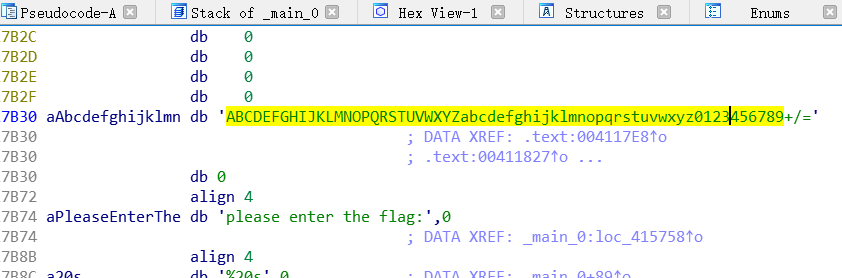 Pseudocode-A Stack of _main_0 Hex View-1 Structures Enums
7B2C db 0
7B2D db 0
7B2E db 0
7B2F db 0
7B30 aAbcdefghijklmn db 'ABCDEFGHIJKLMNOPQRSTUVWXYZabcdefghijklmnopqrstuvwxyz0123456789+/='
7B30 ; DATA XREF: .text:004117E8↑o
7B30 ; .text:00411827↑o ...
7B30 db 0
7B72 align 4
7B74 aPleaseEnterThe db 'please enter the flag:',0
7B74 ; DATA XREF: _main_0:loc_415758↑o
7B8B align 4
7B8C a20s db '%20s',0 ; DATA XREF: _main_0+89↑o